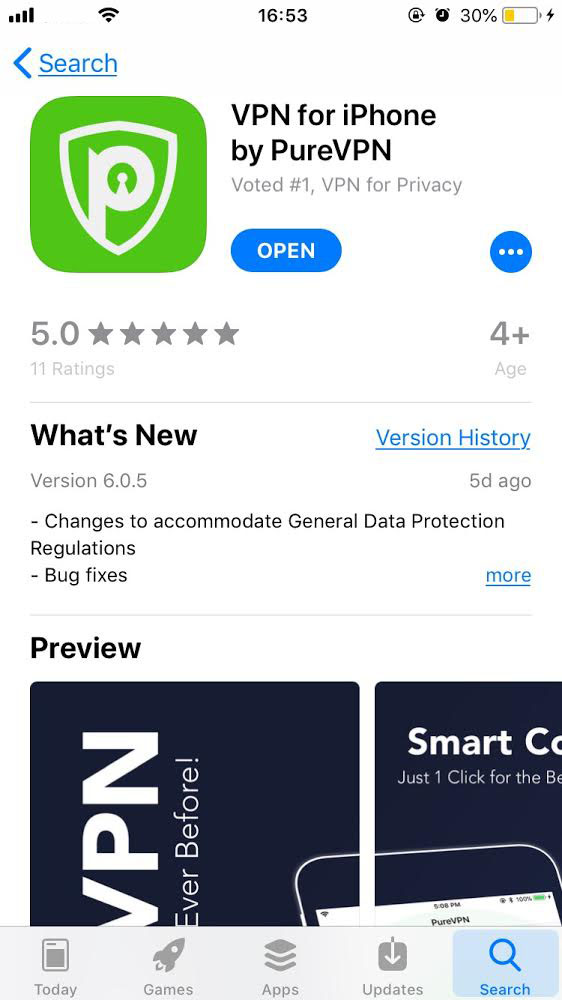 16:53
30%
Search
VPN for iPhone
by PureVPN
Voted #1, VPN for Privacy
OPEN
5.0
4+
11 Ratings
Age
What's New
Version History
Version 6.0.5
5d ago
- Changes to accommodate General Data Protection
Regulations
- Bug fixes
more
Preview
VPN
Ever Before!
Smart Co
Just 1 Click for the Be
5:08 PM
100%
PureVPN
Today
Games
Apps
Updates
Search